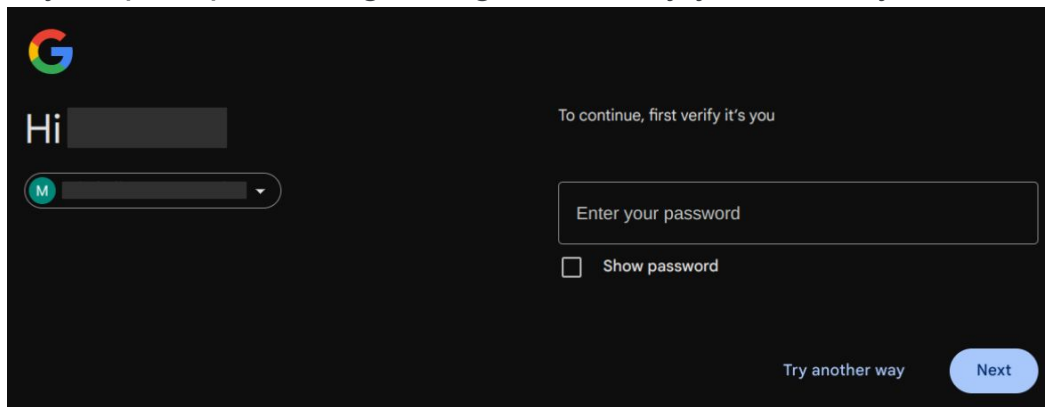 Hi
M
To continue, first verify it's you
Enter your password
Show password
Try another way
Next